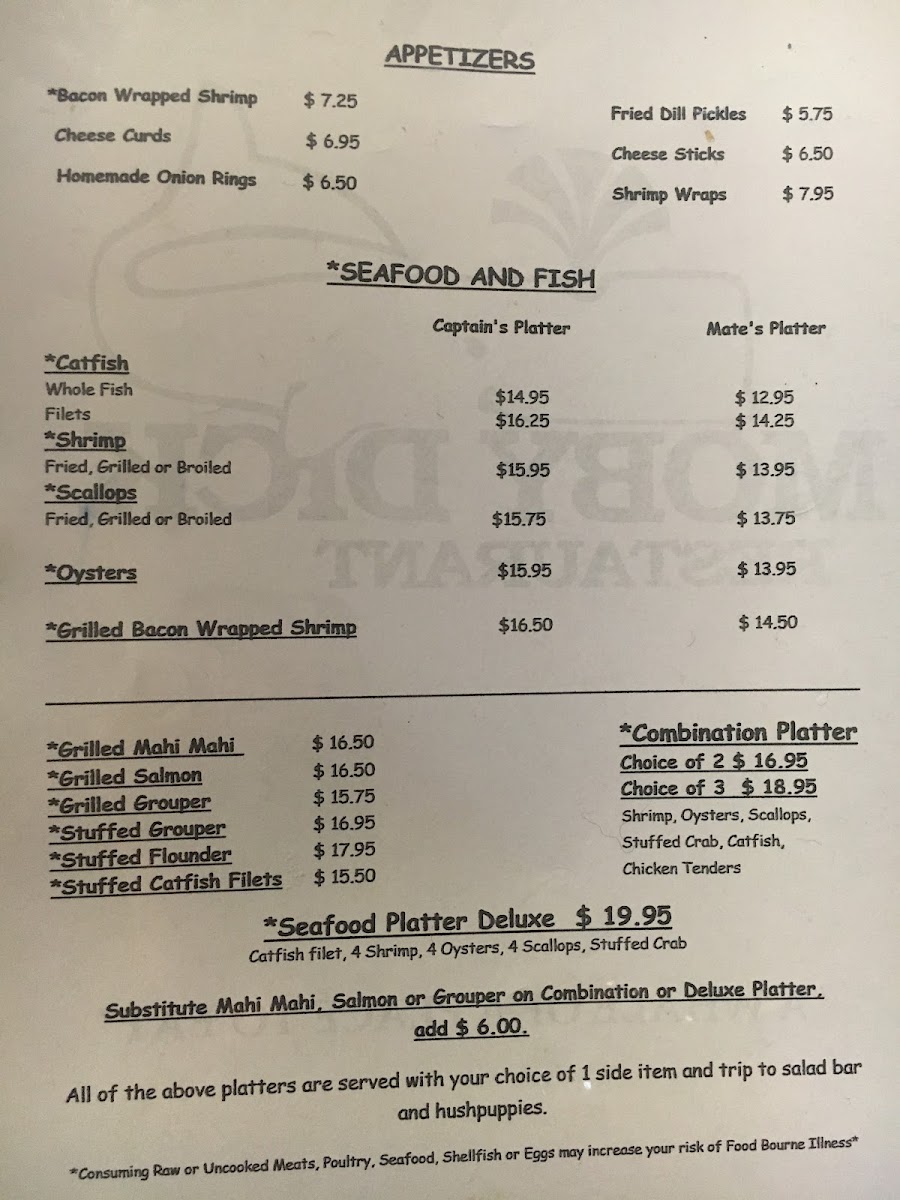 APPETIZERS
*Bacon Wrapped Shrimp $ 7.25
Cheese Curds $ 6.95
Homemade Onion Rings $ 6.50
Fried Dill Pickles $ 5.75
Cheese Sticks $ 6.50
Shrimp Wraps $ 7.95
*SEAFOOD AND FISH
Captain's Platter Mate's Platter
*Catfish
Whole Fish $14.95 $ 12.95
Filets $16.25 $ 14.25
*Shrimp
Fried, Grilled or Broiled $15.95 $ 13.95
*Scallops
Fried, Grilled or Broiled $15.75 $ 13.75
*Oysters $15.95 $ 13.95
*Grilled Bacon Wrapped Shrimp $16.50 $ 14.50
MOBY DICK
RESTAURANT
*Grilled Mahi Mahi $ 16.50
*Grilled Salmon $ 16.50
*Grilled Grouper $ 15.75
*Stuffed Grouper $ 16.95
*Stuffed Flounder $ 17.95
*Stuffed Catfish Filets $ 15.50
*Combination Platter
Choice of 2 $ 16.95
Choice of 3 $ 18.95
Shrimp, Oysters, Scallops,
Stuffed Crab, Catfish,
Chicken Tenders
*Seafood Platter Deluxe $ 19.95
Catfish filet, 4 Shrimp, 4 Oysters, 4 Scallops, Stuffed Crab
Substitute Mahi Mahi, Salmon or Grouper on Combination or Deluxe Platter,
add $ 6.00.
All of the above platters are served with your choice of 1 side item and trip to salad bar
and hushpuppies.
*Consuming Raw or Uncooked Meats, Poultry, Seafood, Shellfish or Eggs may increase your risk of Food Bourne Illness*